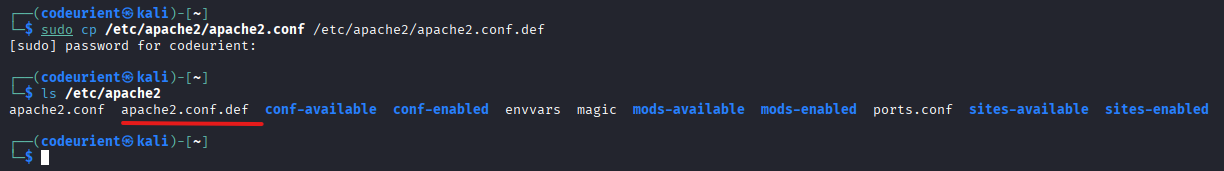 ┌──(codeurient㉿kali)-[~]
└─$ sudo cp /etc/apache2/apache2.conf /etc/apache2/apache2.conf.def
[sudo] password for codeurient:
┌──(codeurient㉿kali)-[~]
└─$ ls /etc/apache2
apache2.conf  apache2.conf.def  conf-available  conf-enabled  envvars  magic  mods-available  mods-enabled  ports.conf  sites-available  sites-enabled
┌──(codeurient㉿kali)-[~]
└─$